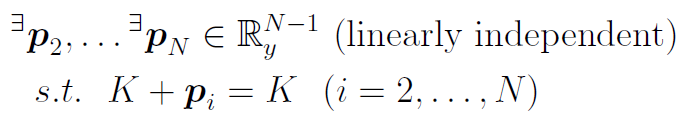 ∃p₂, … ∃p_N ∈ ℝ_y^{N−1} (linearly independent)
s.t. K + p_i = K (i = 2, …, N)